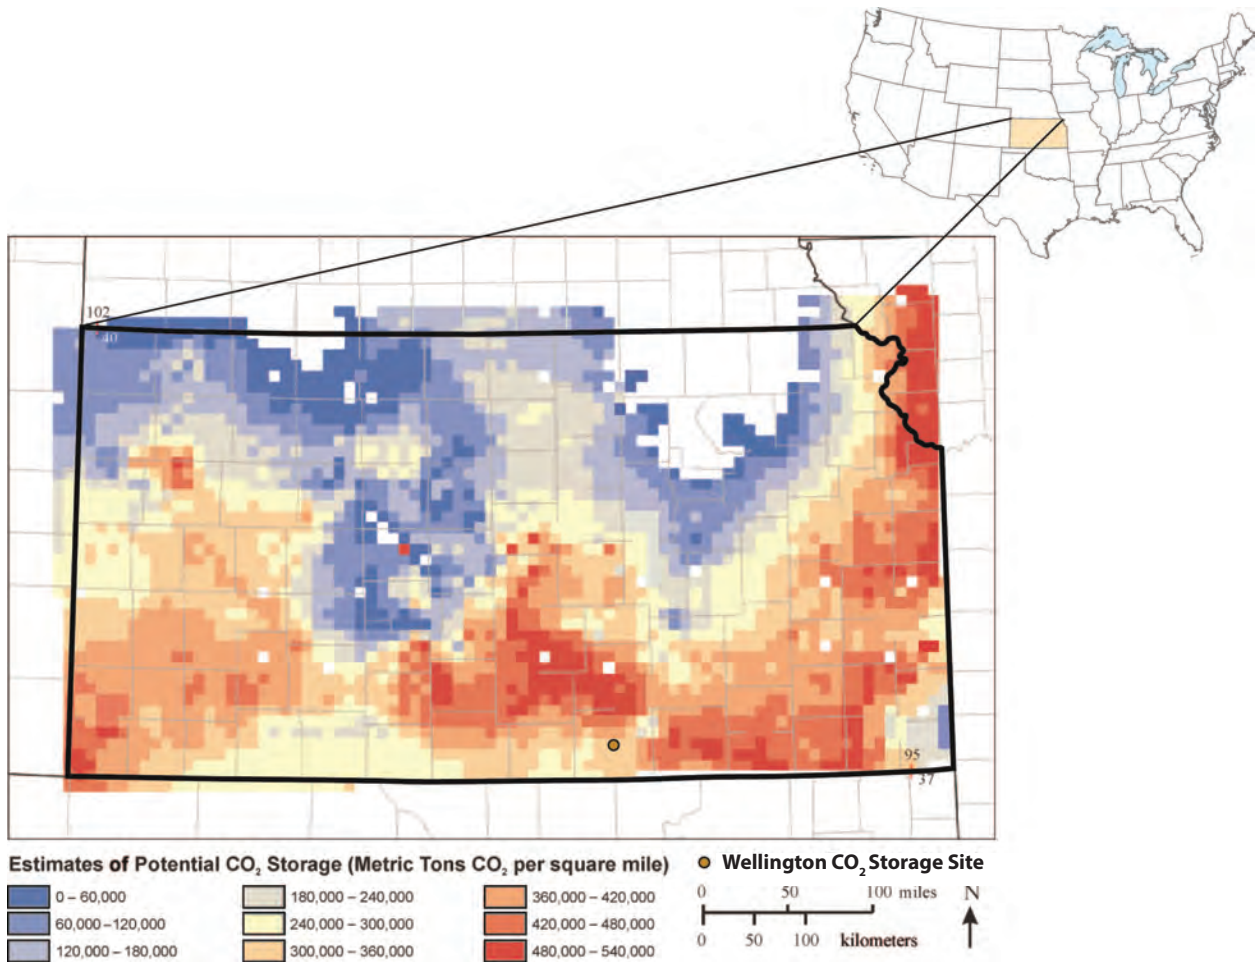 102
40
95
37
Estimates of Potential CO₂ Storage (Metric Tons CO₂ per square mile)
0 – 60,000
60,000 –120,000
120,000 – 180,000
180,000 – 240,000
240,000 – 300,000
300,000 – 360,000
360,000 – 420,000
420,000 – 480,000
480,000 – 540,000
Wellington CO₂ Storage Site
0 50 100 miles
0 50 100 kilometers
N